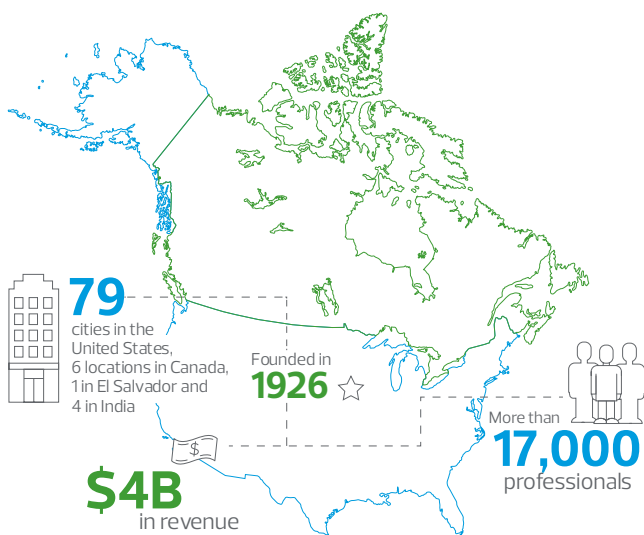 79
cities in the
United States,
6 locations in Canada,
1 in El Salvador and
4 in India
Founded in
1926
More than
17,000
professionals
$
$4B
in revenue